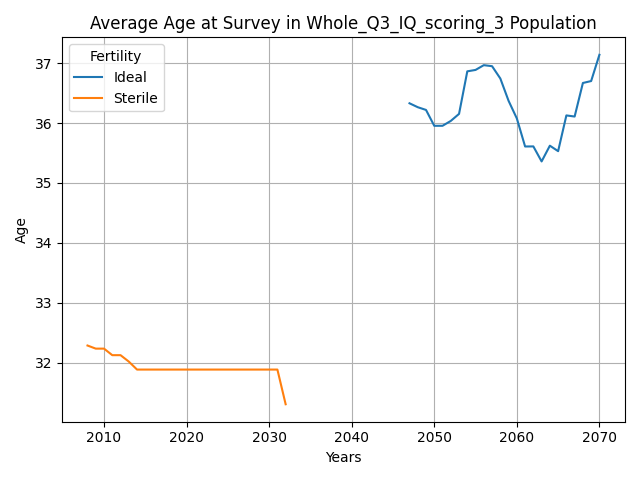 Average Age at Survey in Whole_Q3_IQ_scoring_3 Population
Fertility
Ideal
Sterile
37
36
35
34
33
32
Age
2010 2020 2030 2040 2050 2060 2070
Years